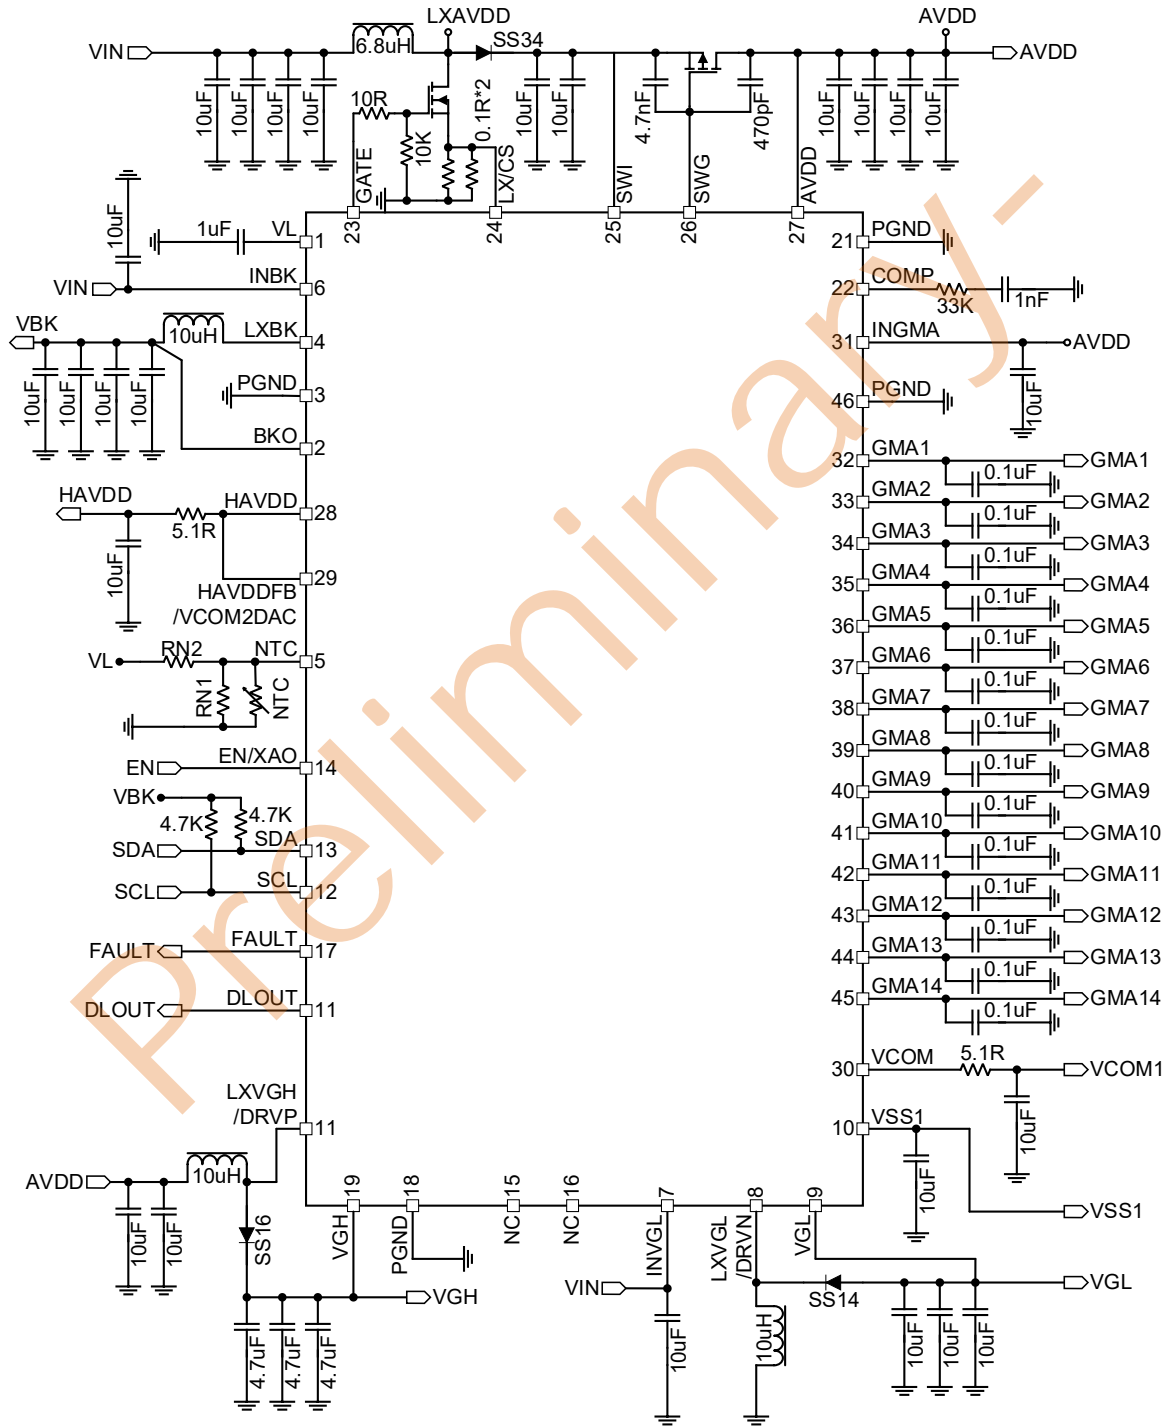 LXAVDD
AVDD
VIN
6.8uH
SS34
AVDD
10uF
10uF
10uF
10uF
10R
10K
0.1R*2
10uF
10uF
4.7nF
470pF
10uF
10uF
10uF
10uF
GATE
LX/CS
SWI
SWG
AVDD
23
24
25
26
27
10uF
1uF
VL
1
21
PGND
VIN
INBK
6
22
COMP
33K
1nF
VBK
10uH
LXBK
4
31
INGMA
AVDD
10uF
10uF
10uF
10uF
PGND
3
46
PGND
10uF
BKO
2
32
GMA1
0.1uF
GMA1
HAVDD
5.1R
HAVDD
28
33
GMA2
0.1uF
GMA2
10uF
34
GMA3
0.1uF
GMA3
29
HAVDDFB
/VCOM2DAC
35
GMA4
0.1uF
GMA4
36
GMA5
0.1uF
GMA5
VL
RN2
NTC
5
37
GMA6
0.1uF
GMA6
RN1
NTC
38
GMA7
0.1uF
GMA7
EN
EN/XAO
14
39
GMA8
0.1uF
GMA8
VBK
4.7K
4.7K
40
GMA9
0.1uF
GMA9
SDA
SDA
13
41
GMA10
0.1uF
GMA10
SCL
SCL
12
42
GMA11
0.1uF
GMA11
43
GMA12
0.1uF
GMA12
FAULT
FAULT
17
44
GMA13
0.1uF
GMA13
DLOUT
DLOUT
11
45
GMA14
0.1uF
GMA14
30
VCOM
5.1R
VCOM1
10uF
LXVGH
/DRVP
11
10
VSS1
10uF
VSS1
AVDD
10uH
10uF
10uF
SS16
19
18
15
16
7
8
9
VGH
PGND
NC
NC
INVGL
LXVGL
/DRVN
VGL
VGH
4.7uF
4.7uF
4.7uF
VIN
10uF
10uH
SS14
VGL
10uF
10uF
10uF
Preliminary-